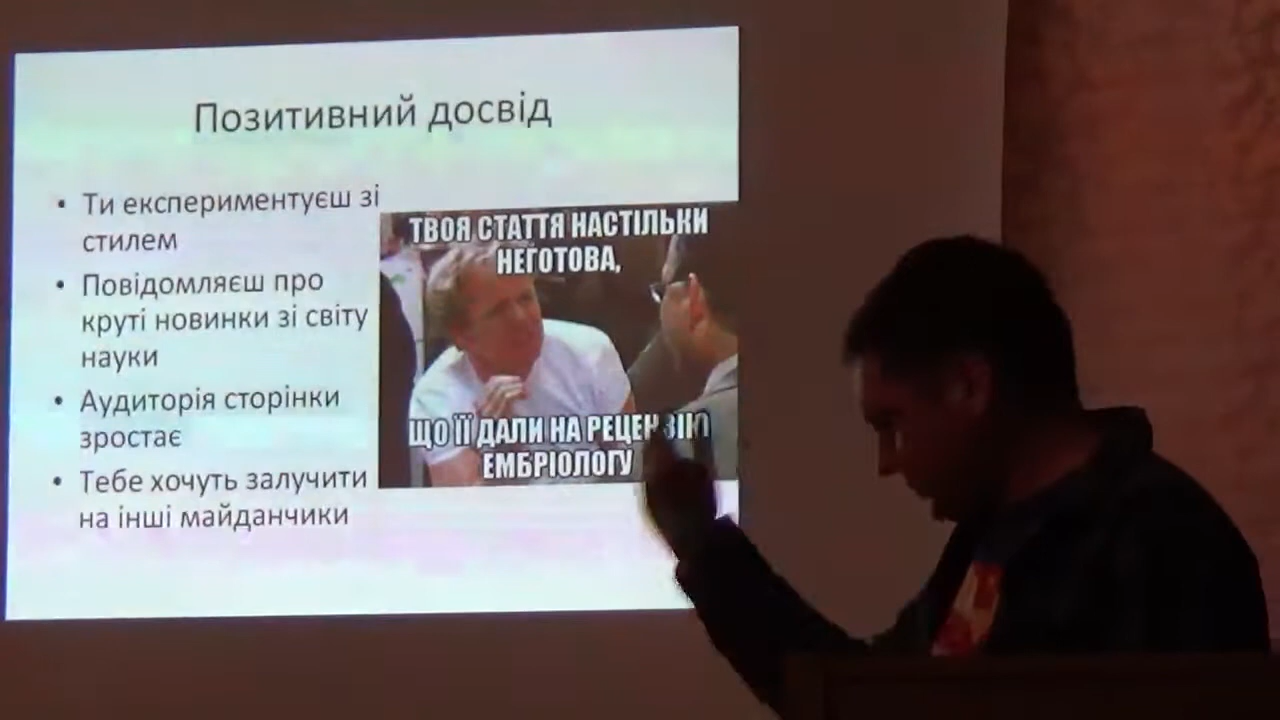 Позитивний досвід
• Ти експериментуєш зі
стилем
• Повідомляєш про
круті новинки зі світу
науки
• Аудиторія сторінки
зростає
• Тебе хочуть залучити
на інші майданчики
ТВОЯ СТАТТЯ НАСТІЛЬКИ
НЕГОТОВА,
ЩО ЇЇ ДАЛИ НА РЕЦЕНЗІЮ
ЕМБРІОЛОГУ